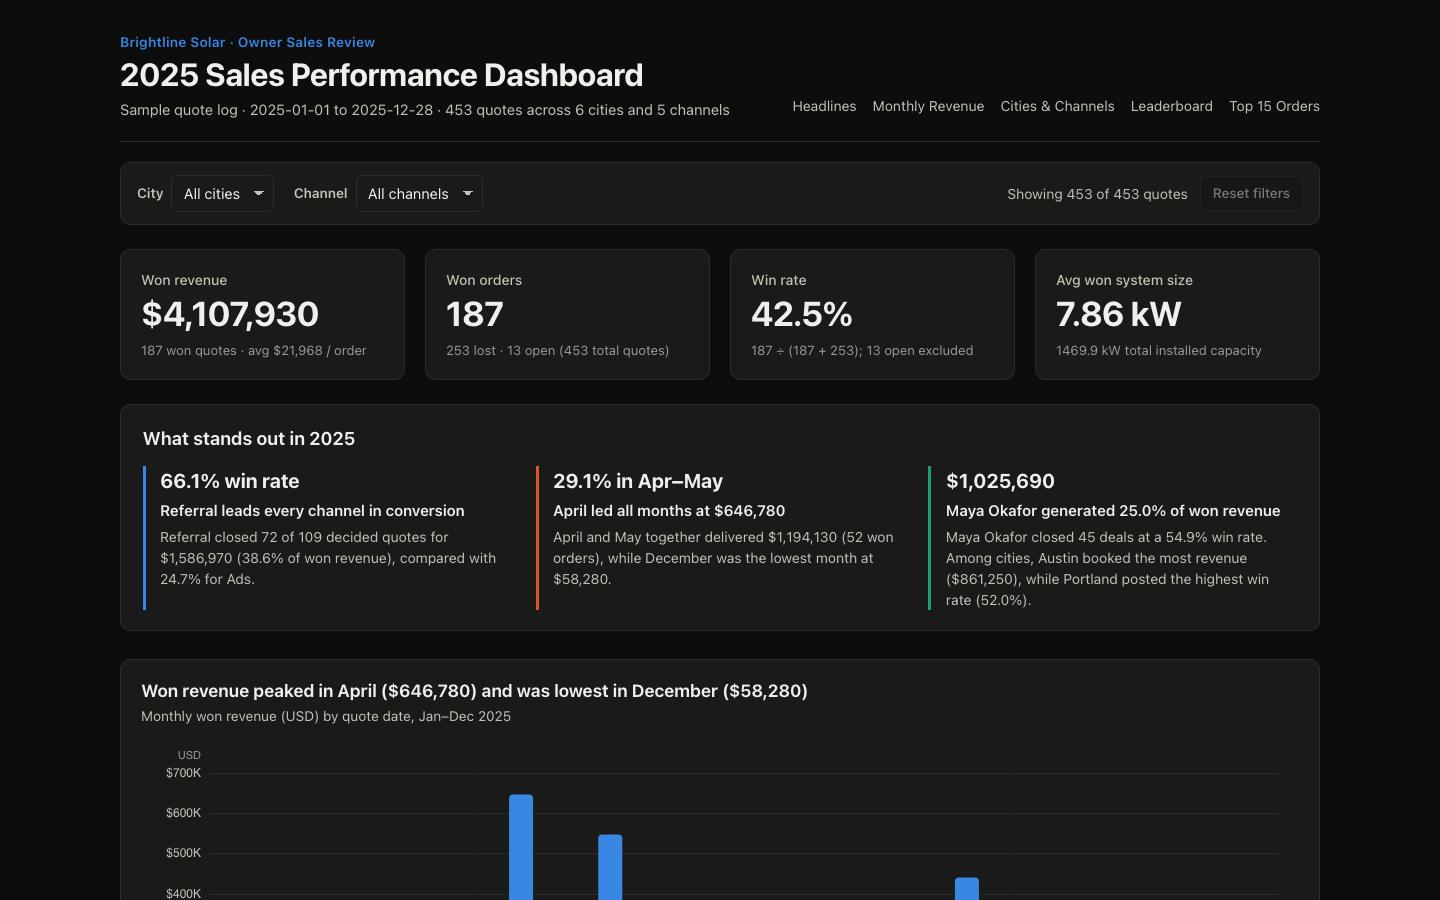 Brightline Solar · Owner Sales Review
2025 Sales Performance Dashboard
Sample quote log · 2025-01-01 to 2025-12-28 · 453 quotes across 6 cities and 5 channels
Headlines Monthly Revenue Cities & Channels Leaderboard Top 15 Orders
City All cities Channel All channels Showing 453 of 453 quotes Reset filters
Won revenue
$4,107,930
187 won quotes · avg $21,968 / order
Won orders
187
253 lost · 13 open (453 total quotes)
Win rate
42.5%
187 ÷ (187 + 253); 13 open excluded
Avg won system size
7.86 kW
1469.9 kW total installed capacity
What stands out in 2025
66.1% win rate
Referral leads every channel in conversion
Referral closed 72 of 109 decided quotes for
$1,586,970 (38.6% of won revenue), compared with
24.7% for Ads.
29.1% in Apr–May
April led all months at $646,780
April and May together delivered $1,194,130 (52 won
orders), while December was the lowest month at
$58,280.
$1,025,690
Maya Okafor generated 25.0% of won revenue
Maya Okafor closed 45 deals at a 54.9% win rate.
Among cities, Austin booked the most revenue
($861,250), while Portland posted the highest win
rate (52.0%).
Won revenue peaked in April ($646,780) and was lowest in December ($58,280)
Monthly won revenue (USD) by quote date, Jan–Dec 2025
USD
$700K
$600K
$500K
$400K